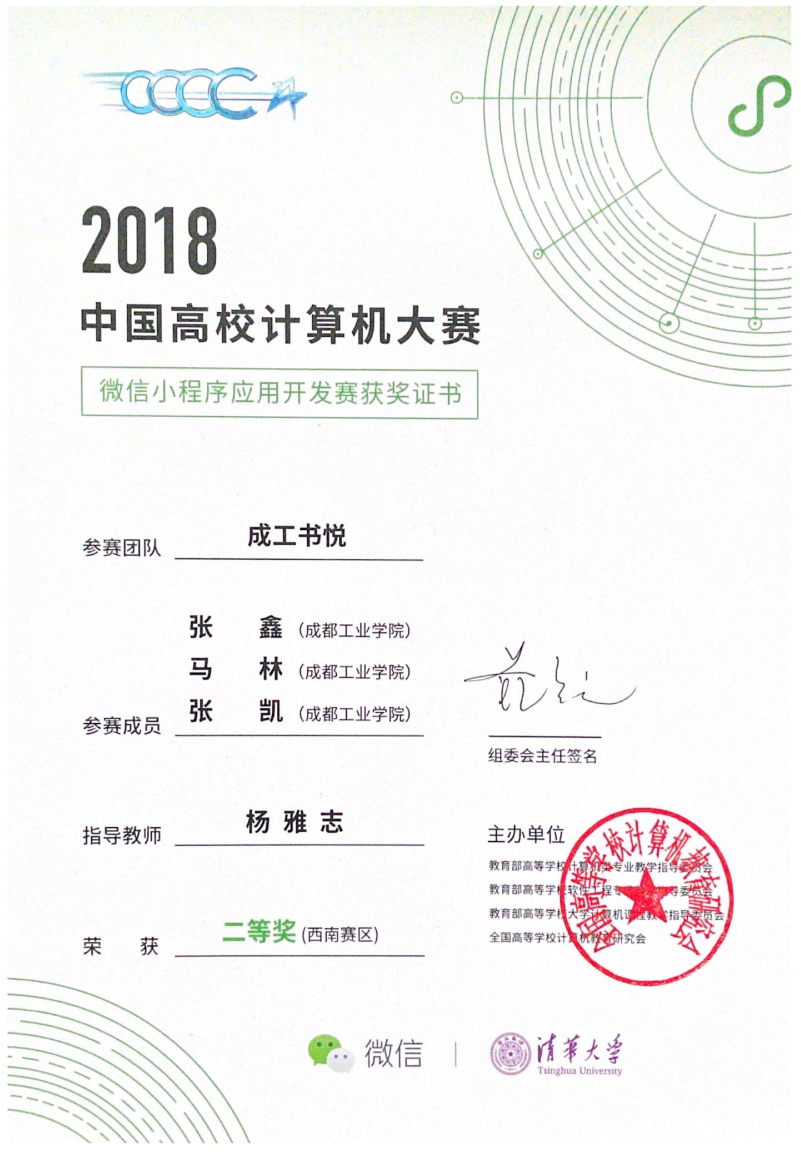 CCCC
2018
中国高校计算机大赛
微信小程序应用开发赛获奖证书
参赛团队 成工书悦
张 鑫 (成都工业学院)
马 林 (成都工业学院)
参赛成员 张 凯 (成都工业学院)
组委会主任签名
指导教师 杨雅志
主办单位
教育部高等学校计算机类专业教学指导委员会
教育部高等学校软件工程专业教学指导委员会
教育部高等学校大学计算机课程教学指导委员会
全国高等学校计算机教育研究会
全国高等学校计算机教育研究会
荣 获 二等奖 (西南赛区)
微信
清华大学
Tsinghua University